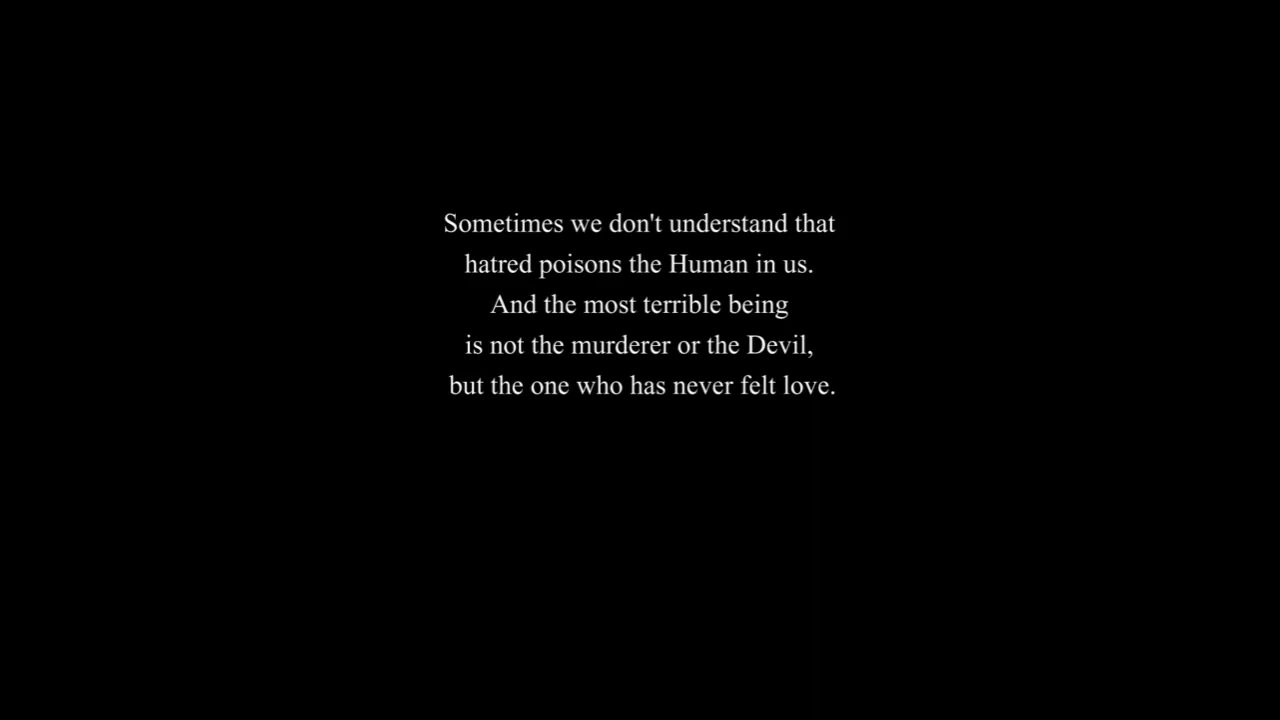 Sometimes we don't understand that
hatred poisons the Human in us.
And the most terrible being
is not the murderer or the Devil,
but the one who has never felt love.